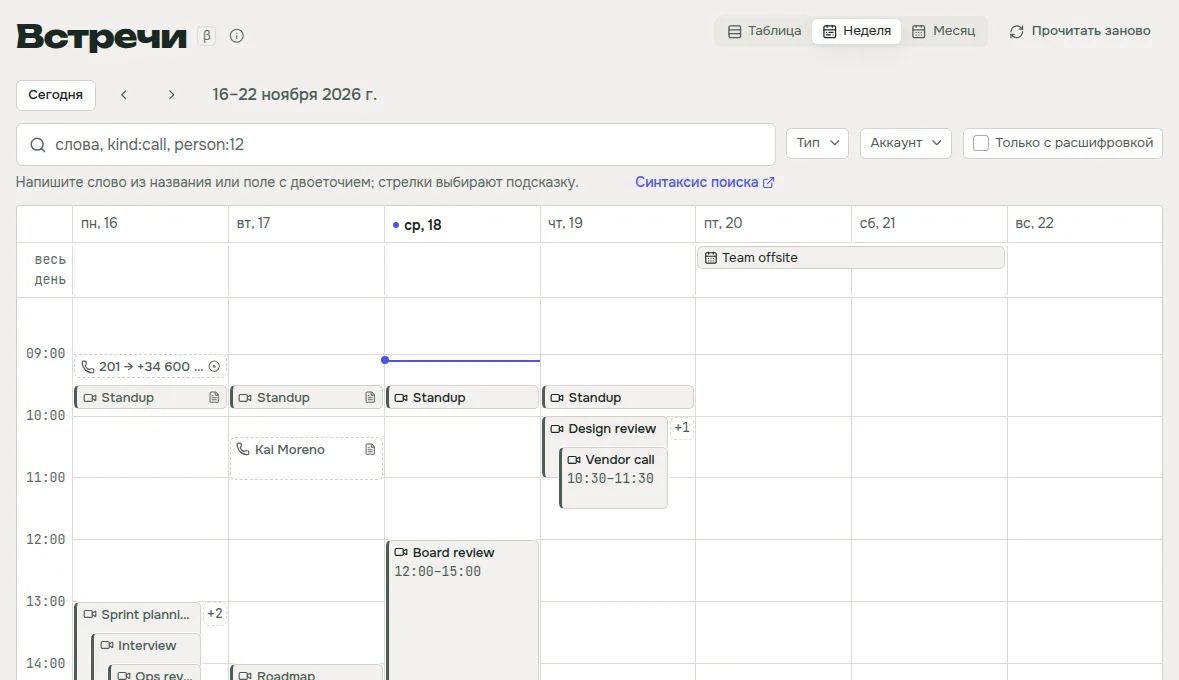 Встречи β
Таблица Неделя Месяц Прочитать заново
Сегодня 16–22 ноября 2026 г.
слова, kind:call, person:12
Тип Аккаунт Только с расшифровкой
Напишите слово из названия или поле с двоеточием; стрелки выбирают подсказку. Синтаксис поиска
пн, 16 вт, 17 ср, 18 чт, 19 пт, 20 сб, 21 вс, 22
весь день
Team offsite
09:00
201 → +34 600 ...
Standup Standup Standup Standup
10:00
Design review +1
Kai Moreno
Vendor call
10:30–11:30
11:00
12:00
Board review
12:00–15:00
13:00
Sprint planni... +2
Interview
14:00
Ops rev... Roadmap